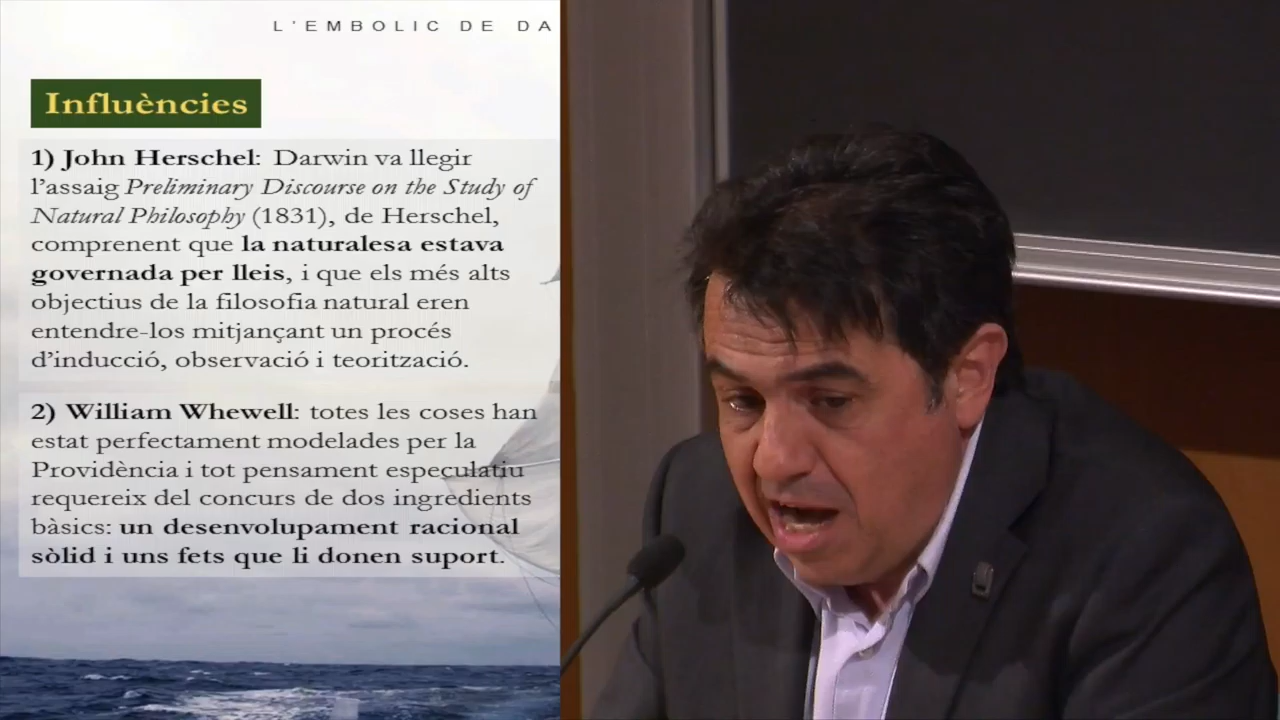 L'EMBOLIC DE DA
Influències
1) John Herschel: Darwin va llegir
l'assaig Preliminary Discourse on the Study of
Natural Philosophy (1831), de Herschel,
comprenent que la naturalesa estava
governada per lleis, i que els més alts
objectius de la filosofia natural eren
entendre-los mitjançant un procés
d'inducció, observació i teorització.
2) William Whewell: totes les coses han
estat perfectament modelades per la
Providència i tot pensament especulatiu
requereix del concurs de dos ingredients
bàsics: un desenvolupament racional
sòlid i uns fets que li donen suport.